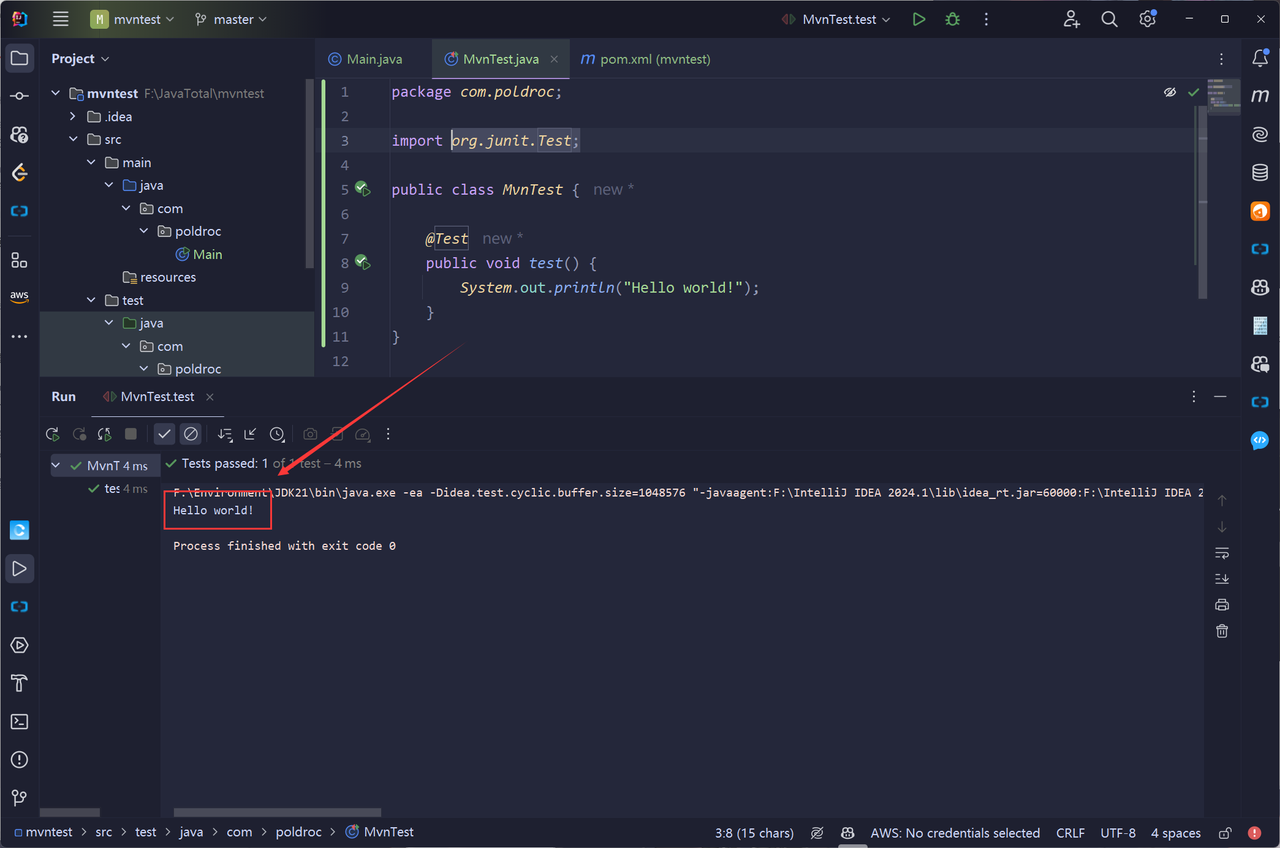 M mvntest master MvnTest.test
Project Main.java MvnTest.java pom.xml (mvntest)
mvntest F:\JavaTotal\mvntest
.idea
src
main
java
com
poldroc
Main
resources
test
java
com
poldroc
1 package com.poldroc;
2
3 import org.junit.Test;
4
5 public class MvnTest { new *
6
7 @Test new *
8 public void test() {
9 System.out.println("Hello world!");
10 }
11 }
12
Run MvnTest.test
MvnT 4 ms
tes 4 ms
Tests passed: 1 of 1 test – 4 ms
F:\Environment\JDK21\bin\java.exe -ea -Didea.test.cyclic.buffer.size=1048576 "-javaagent:F:\IntelliJ IDEA 2024.1\lib\idea_rt.jar=60000:F:\IntelliJ IDEA 2
Hello world!
Process finished with exit code 0
aws
mvntest > src > test > java > com > poldroc > MvnTest 3:8 (15 chars) AWS: No credentials selected CRLF UTF-8 4 spaces